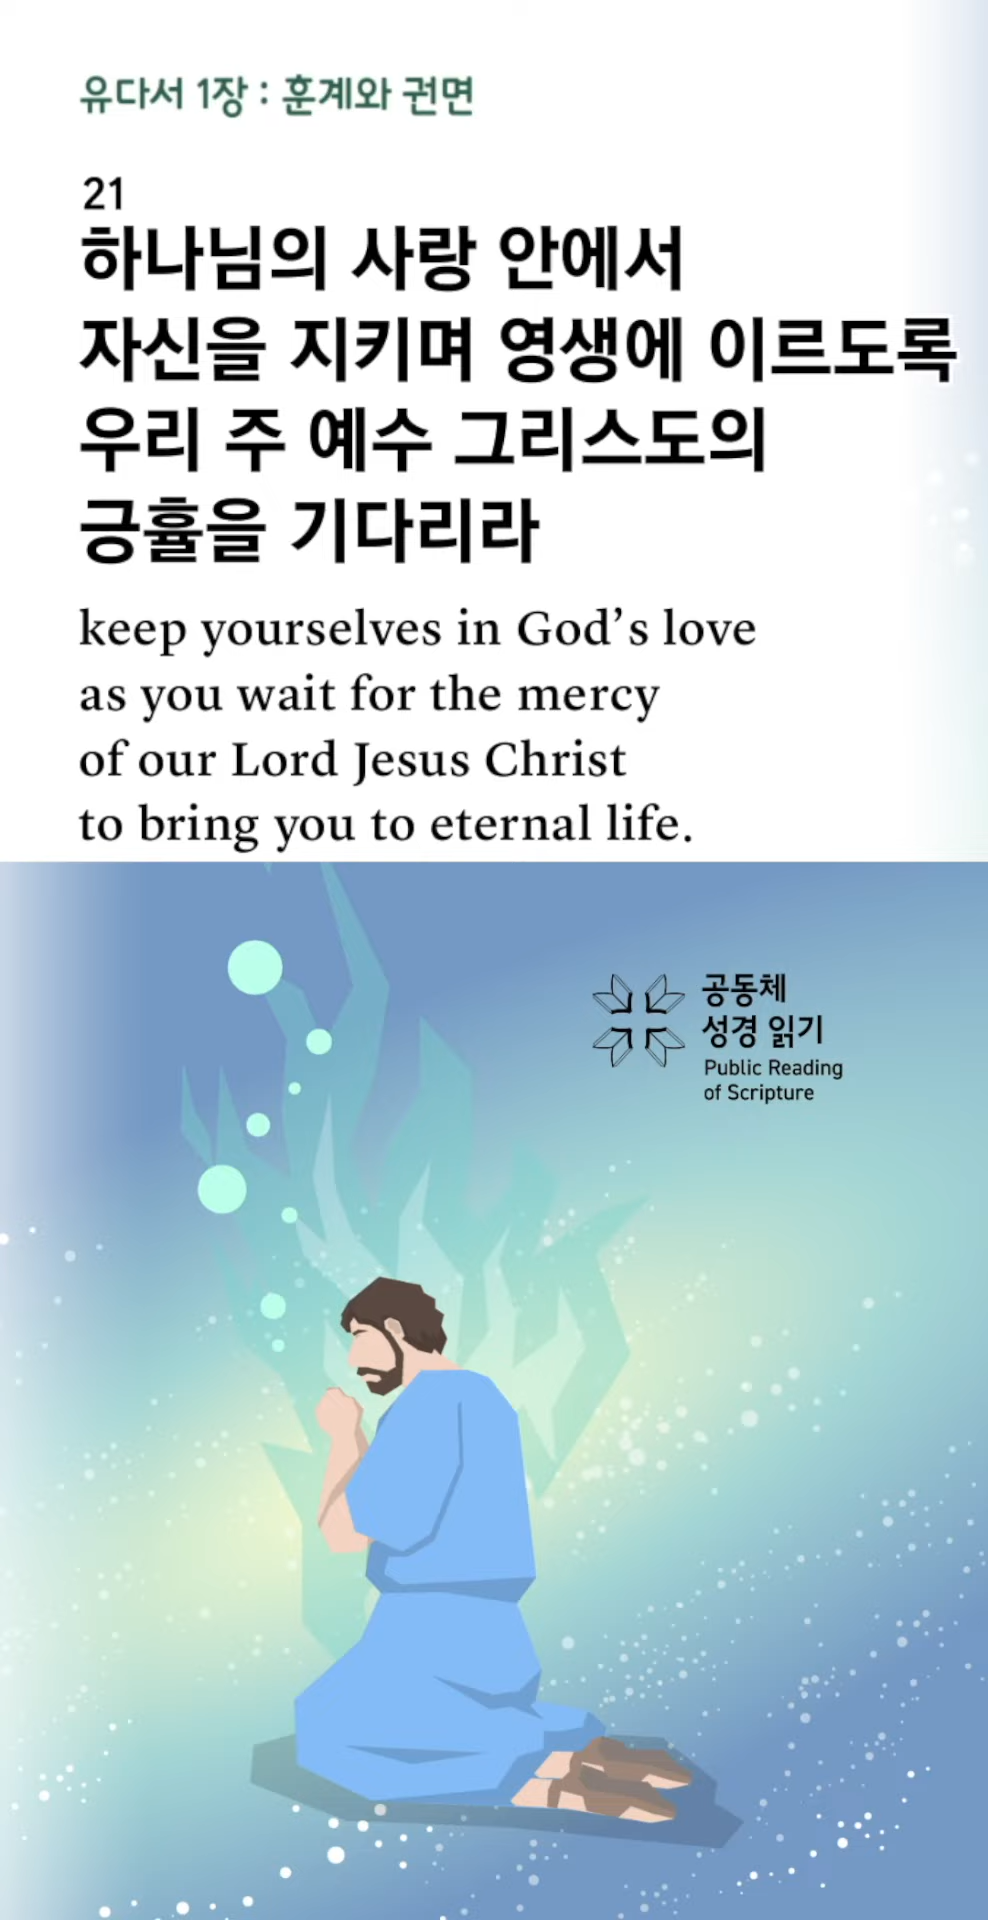 유다서 1장 : 훈계와 권면
21
하나님의 사랑 안에서
자신을 지키며 영생에 이르도록
우리 주 예수 그리스도의
긍휼을 기다리라
keep yourselves in God’s love
as you wait for the mercy
of our Lord Jesus Christ
to bring you to eternal life.
공동체
성경 읽기
Public Reading
of Scripture